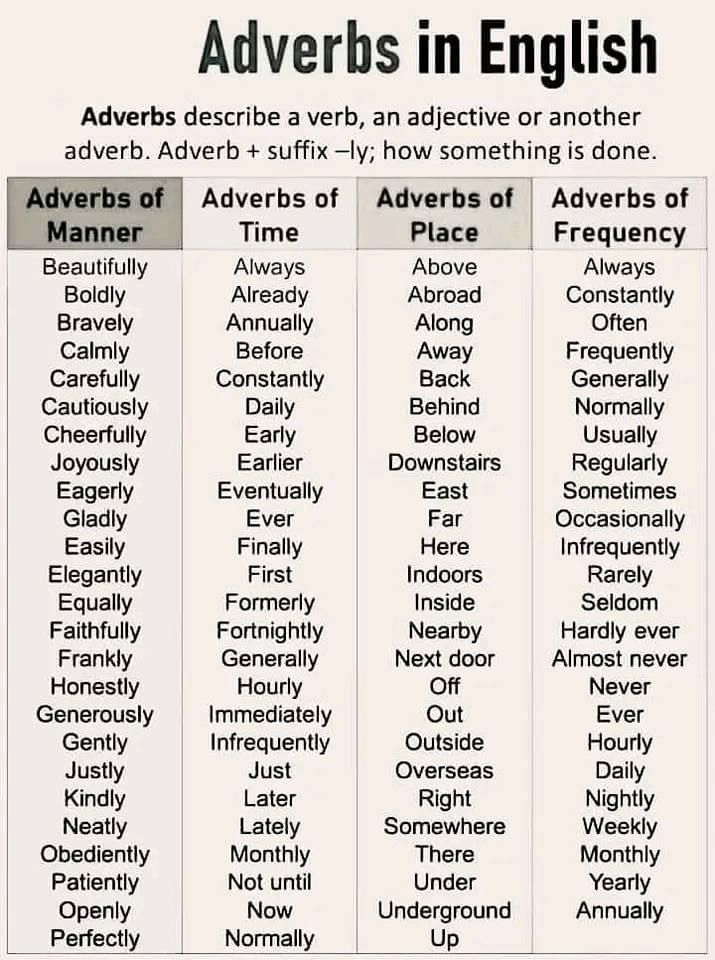 Adverbs in English
Adverbs describe a verb, an adjective or another
adverb. Adverb + suffix –ly; how something is done.
Adverbs of Manner
Beautifully
Boldly
Bravely
Calmly
Carefully
Cautiously
Cheerfully
Joyously
Eagerly
Gladly
Easily
Elegantly
Equally
Faithfully
Frankly
Honestly
Generously
Gently
Justly
Kindly
Neatly
Obediently
Patiently
Openly
Perfectly
Adverbs of Time
Always
Already
Annually
Before
Constantly
Daily
Early
Earlier
Eventually
Ever
Finally
First
Formerly
Fortnightly
Generally
Hourly
Immediately
Infrequently
Just
Later
Lately
Monthly
Not until
Now
Normally
Adverbs of Place
Above
Abroad
Along
Away
Back
Behind
Below
Downstairs
East
Far
Here
Indoors
Inside
Nearby
Next door
Off
Out
Outside
Overseas
Right
Somewhere
There
Under
Underground
Up
Adverbs of Frequency
Always
Constantly
Often
Frequently
Generally
Normally
Usually
Regularly
Sometimes
Occasionally
Infrequently
Rarely
Seldom
Hardly ever
Almost never
Never
Ever
Hourly
Daily
Nightly
Weekly
Monthly
Yearly
Annually